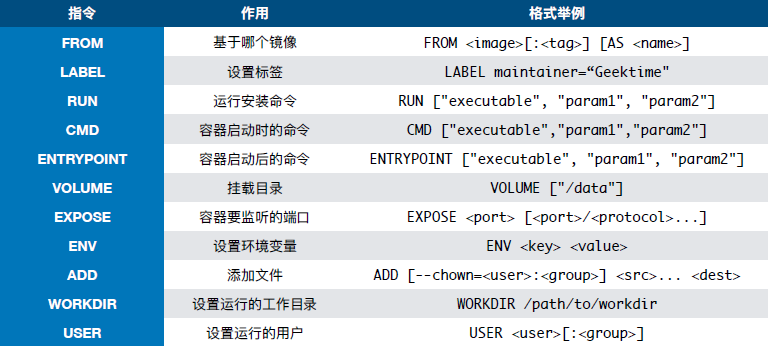 指令 作用 格式举例
FROM 基于哪个镜像 FROM <image>[:<tag>] [AS <name>]
LABEL 设置标签 LABEL maintainer=“Geektime"
RUN 运行安装命令 RUN ["executable", "param1", "param2"]
CMD 容器启动时的命令 CMD ["executable","param1","param2"]
ENTRYPOINT 容器启动后的命令 ENTRYPOINT ["executable", "param1", "param2"]
VOLUME 挂载目录 VOLUME ["/data"]
EXPOSE 容器要监听的端口 EXPOSE <port> [<port>/<protocol>...]
ENV 设置环境变量 ENV <key> <value>
ADD 添加文件 ADD [--chown=<user>:<group>] <src>... <dest>
WORKDIR 设置运行的工作目录 WORKDIR /path/to/workdir
USER 设置运行的用户 USER <user>[:<group>]